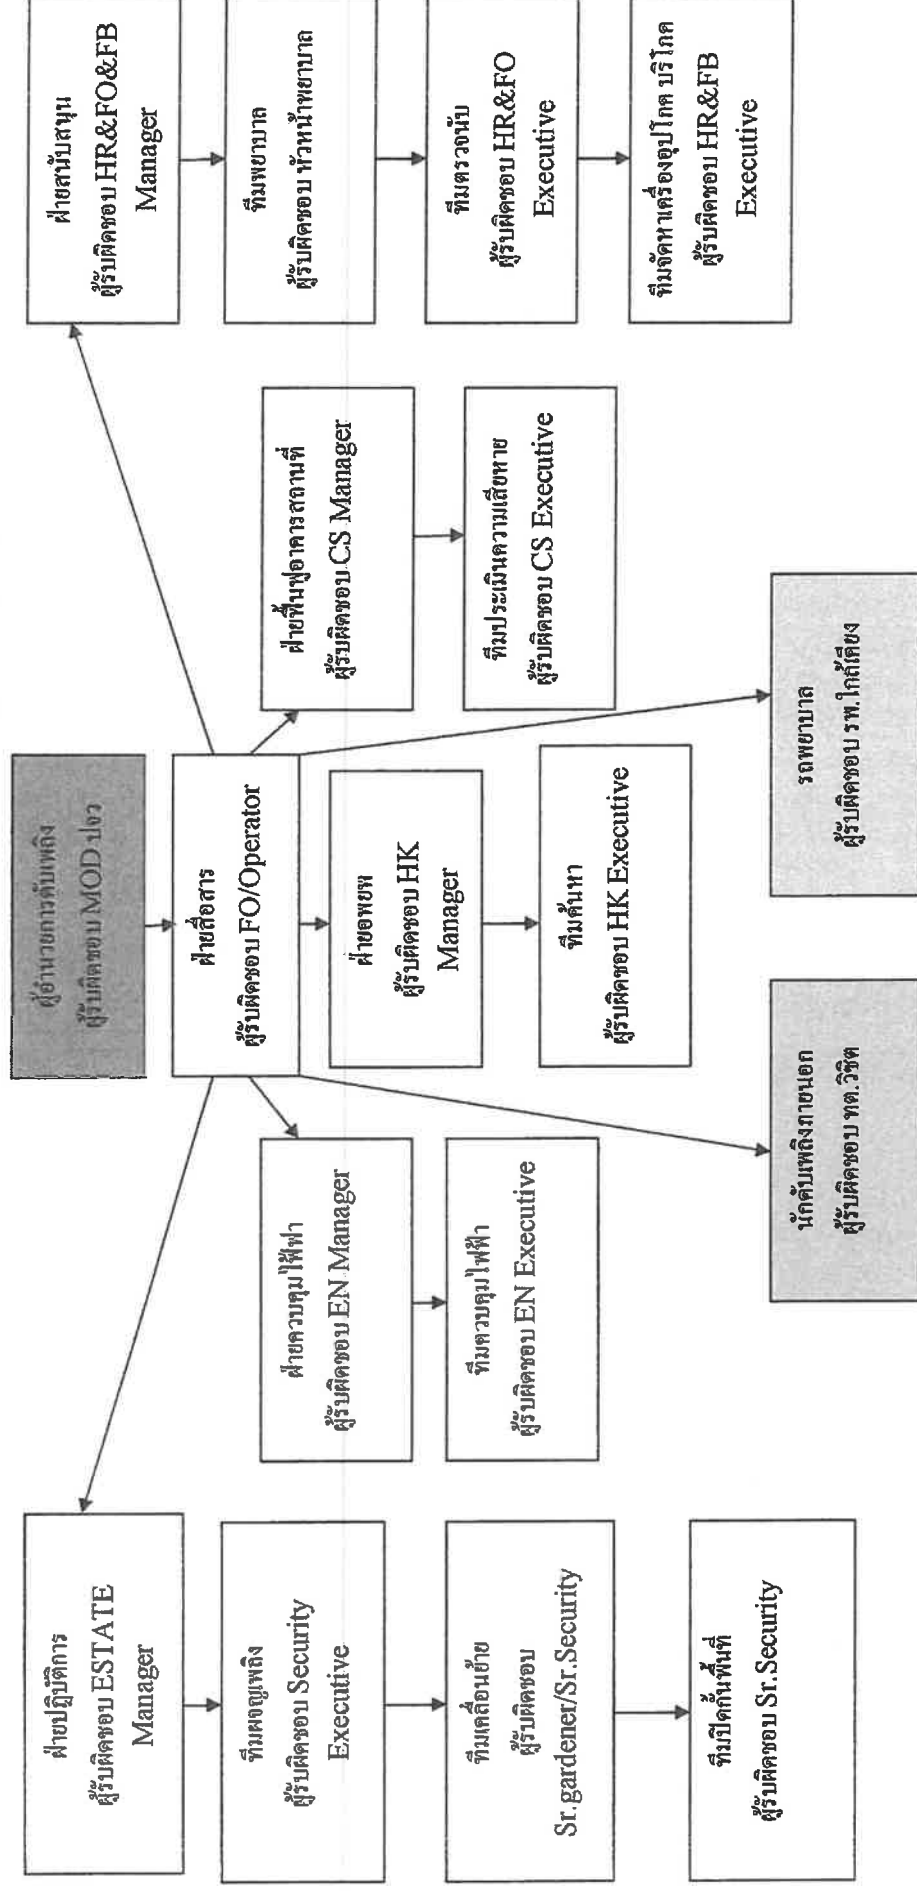 ผู้อำนวยการดับเพลิง
ผู้รับผิดชอบ MOD ปจว
ฝ่ายสื่อสาร
ผู้รับผิดชอบ FO/Operator
ฝ่ายปฏิบัติการ
ผู้รับผิดชอบ ESTATE
Manager
ทีมผจญเพลิง
ผู้รับผิดชอบ Security
Executive
ทีมเคลื่อนย้าย
ผู้รับผิดชอบ
Sr.gardener/Sr.Security
ทีมปิดกั้นพื้นที่
ผู้รับผิดชอบ Sr.Security
ฝ่ายควบคุมไฟฟ้า
ผู้รับผิดชอบ EN Manager
ทีมควบคุมไฟฟ้า
ผู้รับผิดชอบ EN Executive
ฝ่ายอพยพ
ผู้รับผิดชอบ HK
Manager
ทีมค้นหา
ผู้รับผิดชอบ HK Executive
ฝ่ายฟื้นฟูอาคารสถานที่
ผู้รับผิดชอบ CS Manager
ทีมประเมินความเสียหาย
ผู้รับผิดชอบ CS Executive
ฝ่ายสนับสนุน
ผู้รับผิดชอบ HR&FO&FB
Manager
ทีมพยาบาล
ผู้รับผิดชอบ หัวหน้าพยาบาล
ทีมตรวจนับ
ผู้รับผิดชอบ HR&FO
Executive
ทีมจัดหาเครื่องอุปโภค บริโภค
ผู้รับผิดชอบ HR&FB
Executive
นักดับเพลิงภายนอก
ผู้รับผิดชอบ ทต.วิชิต
รถพยาบาล
ผู้รับผิดชอบ รพ.ใกล้เคียง